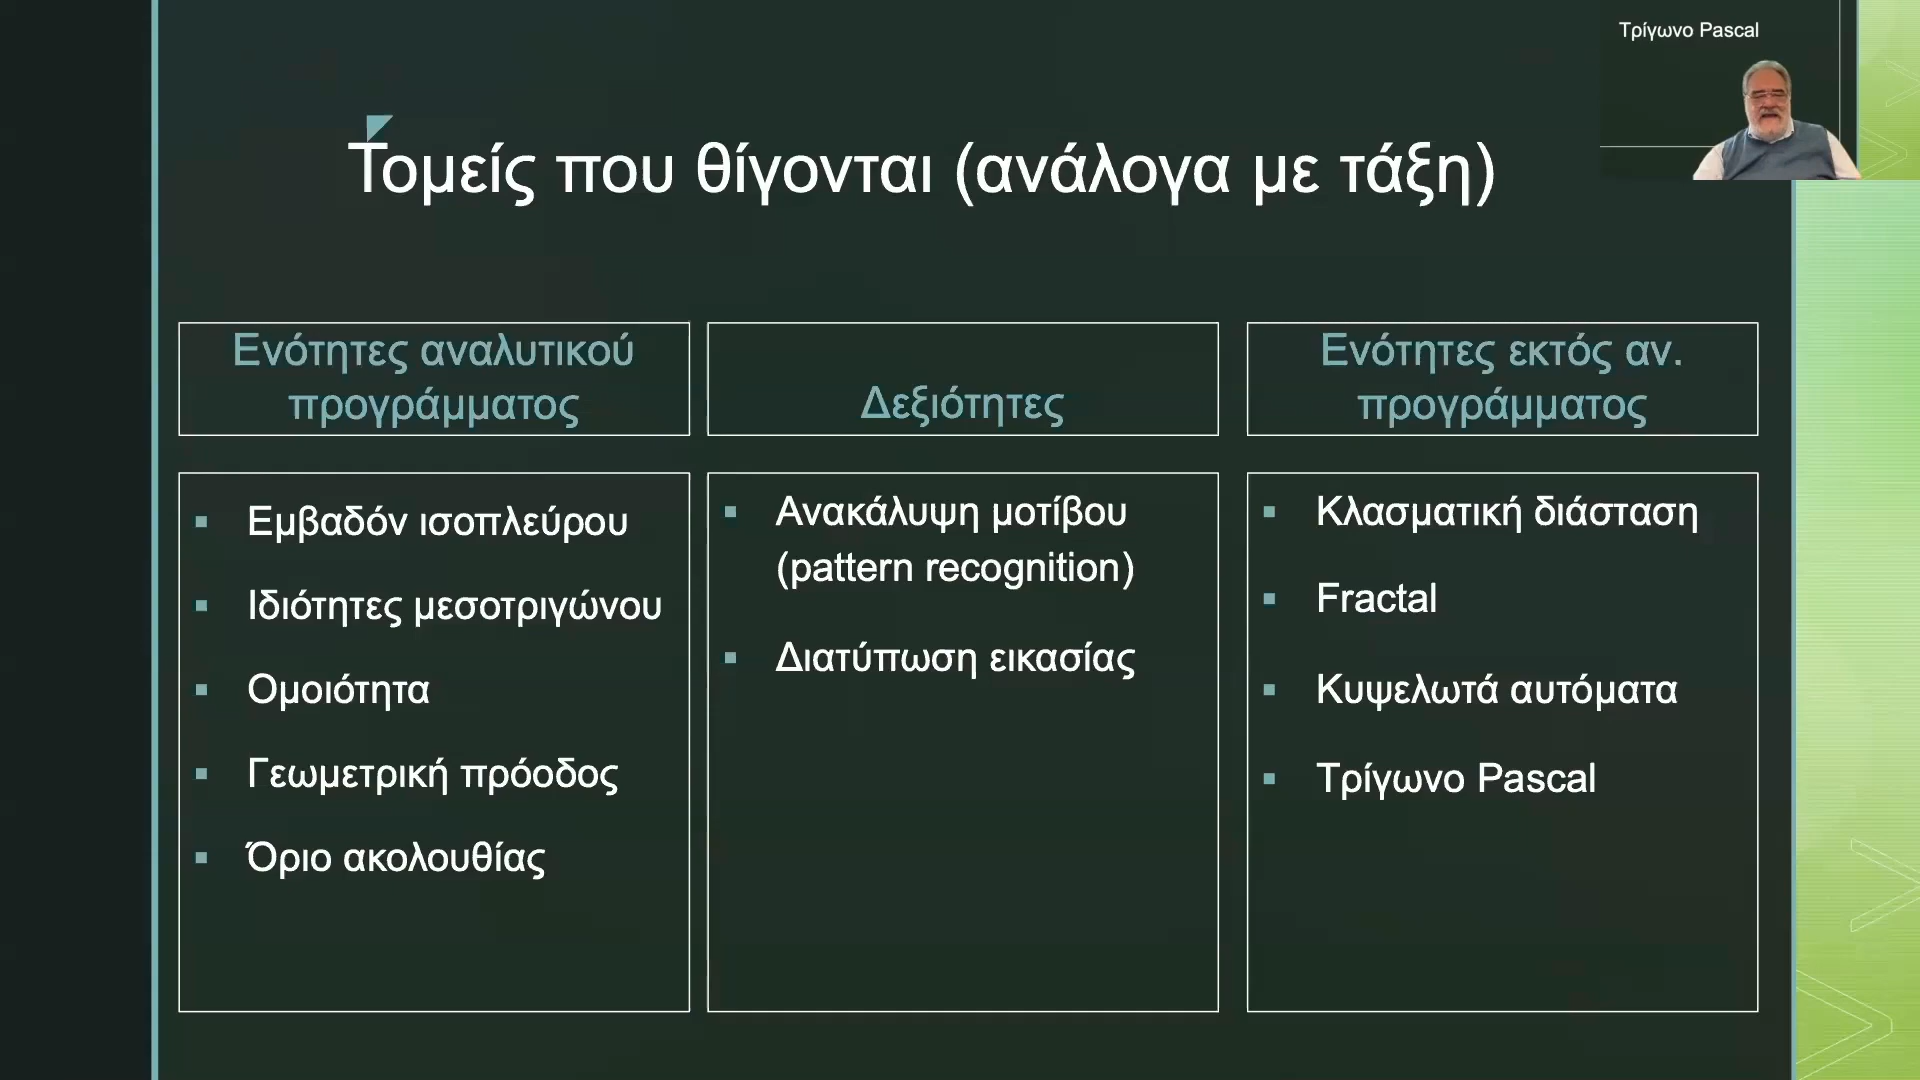 Τρίγωνο Pascal
Τομείς που θίγονται (ανάλογα με τάξη)
Ενότητες αναλυτικού
προγράμματος
Εμβαδόν ισοπλεύρου
Ιδιότητες μεσοτριγώνου
Ομοιότητα
Γεωμετρική πρόοδος
Όριο ακολουθίας
Δεξιότητες
Ανακάλυψη μοτίβου
(pattern recognition)
Διατύπωση εικασίας
Ενότητες εκτός αν.
προγράμματος
Κλασματική διάσταση
Fractal
Κυψελωτά αυτόματα
Τρίγωνο Pascal